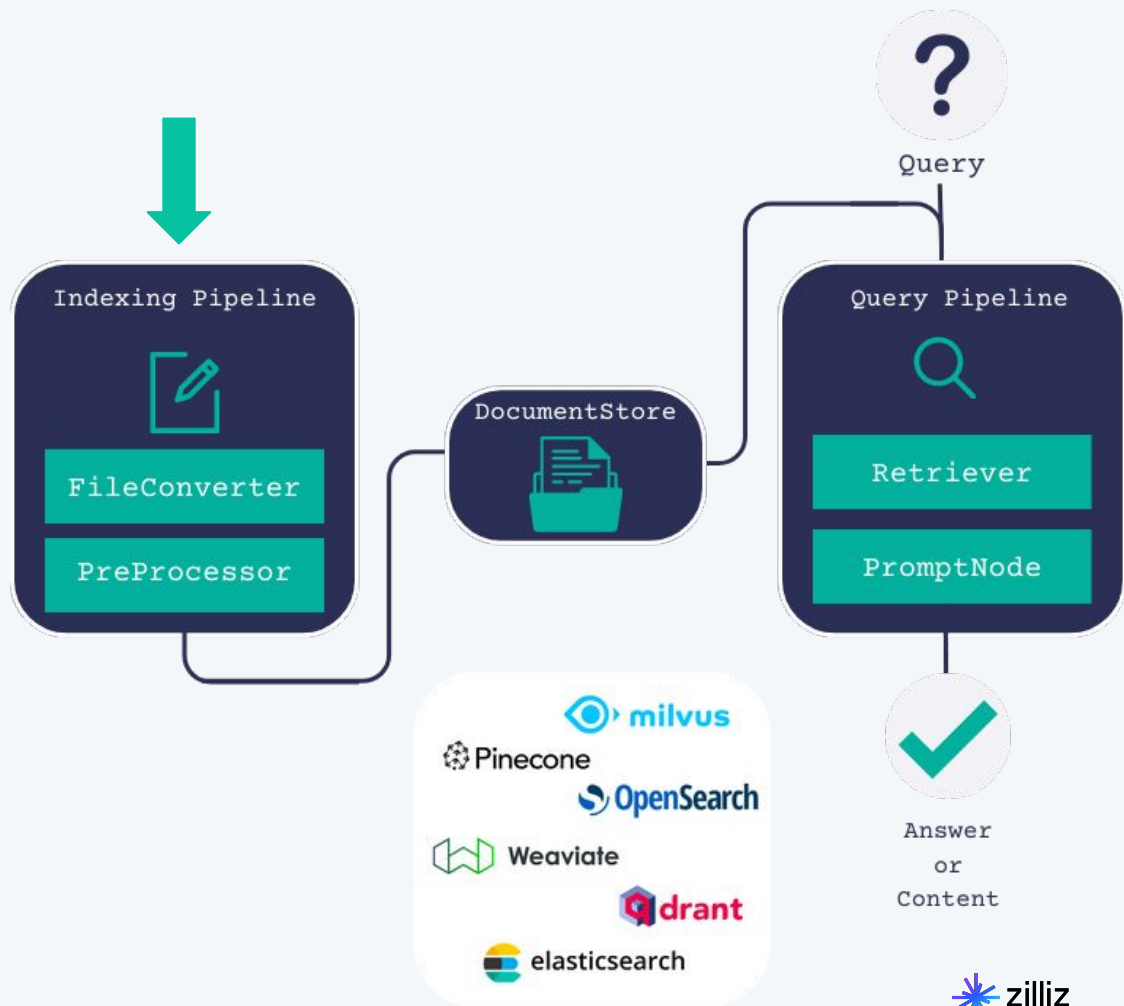 ?
Query
Indexing Pipeline
FileConverter
PreProcessor
DocumentStore
Query Pipeline
Retriever
PromptNode
milvus
Pinecone
OpenSearch
Weaviate
qdrant
elasticsearch
Answer
or
Content
zilliz